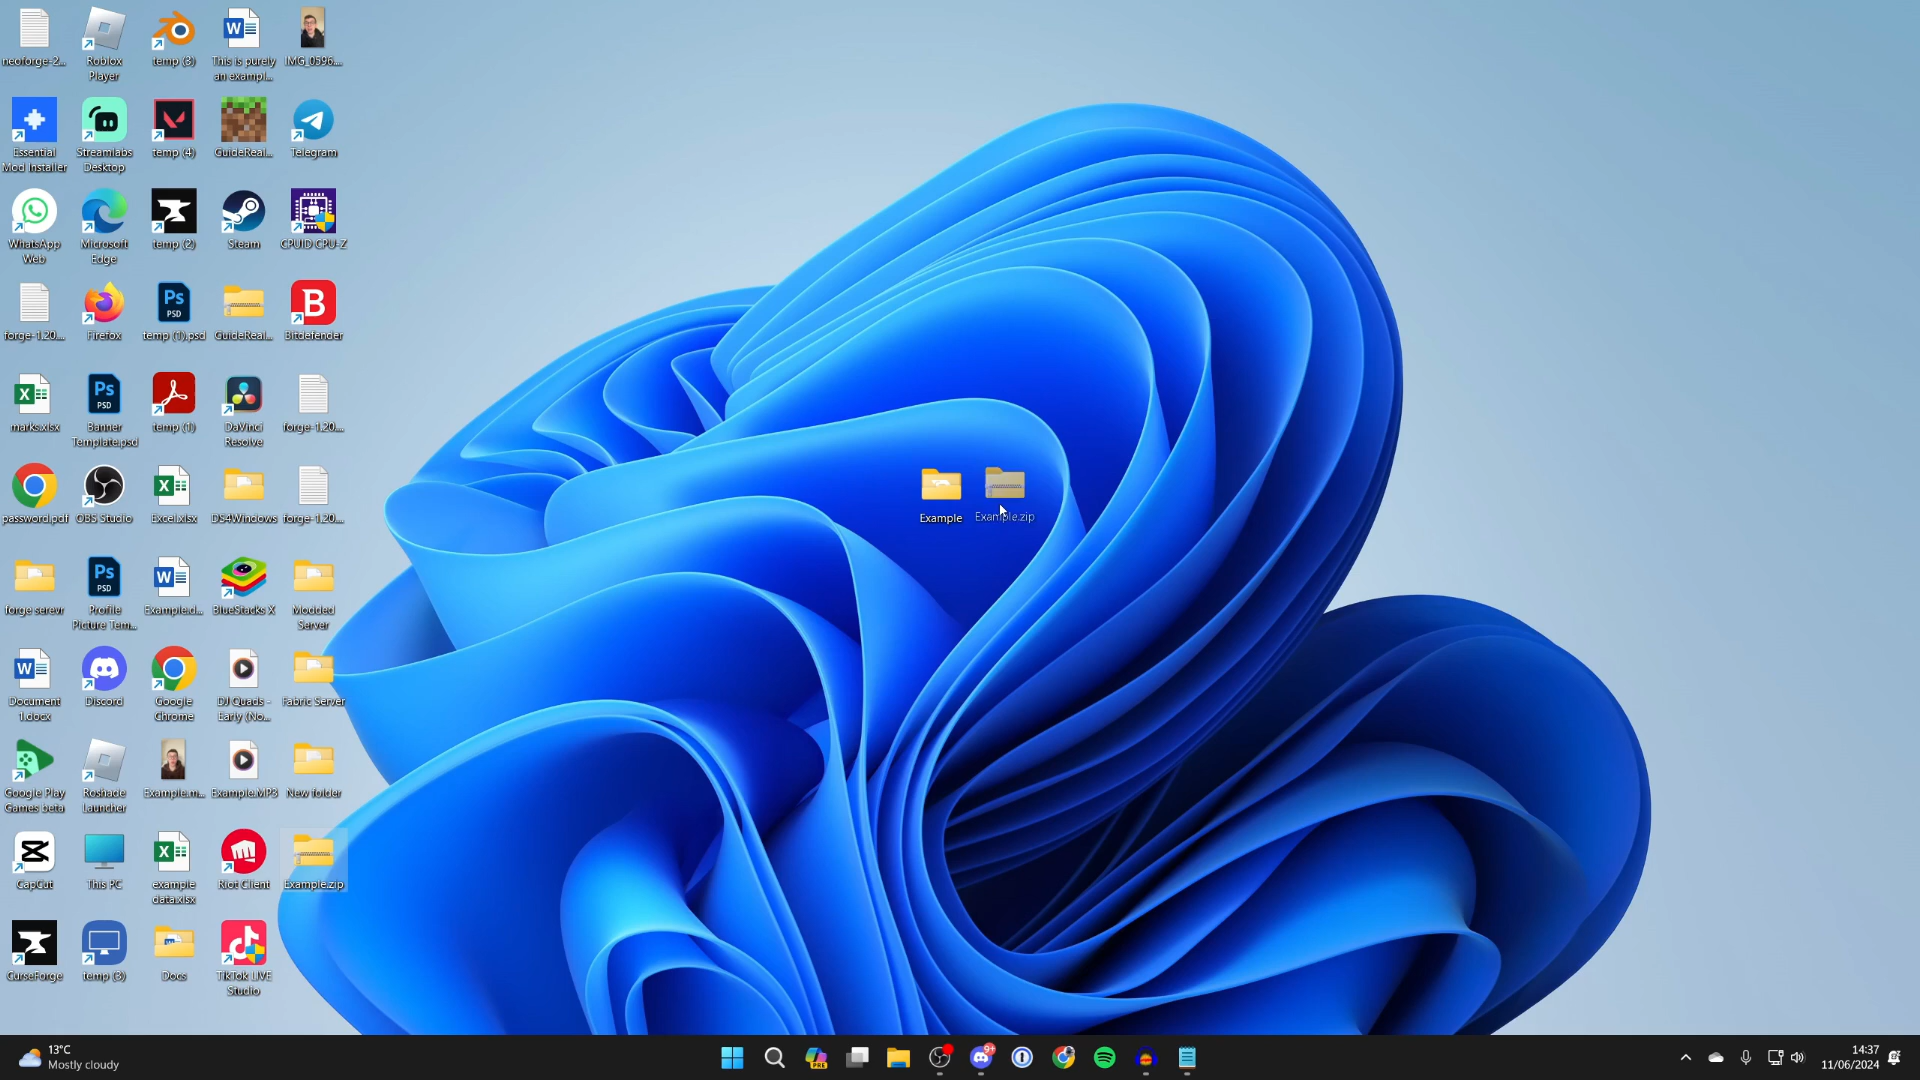 neoforge-2...
Roblox
Player
temp (3)
This is purely
an exampl...
IMG_0596...
Essential
Mod Installer
Streamlabs
Desktop
temp (4)
GuideReal...
Telegram
WhatsApp
Web
Microsoft
Edge
temp (2)
Steam
CPUID CPU-Z
forge-1.20...
Firefox
temp (1).psd
GuideReal...
Bitdefender
marks.xlsx
Banner
Template.psd
temp (1)
DaVinci
Resolve
forge-1.20...
password.pdf
OBS Studio
Excel.xlsx
DS4Windows
forge-1.20...
Example
Example.zip
forge serevr
Profile
Picture Tem...
Example.d...
BlueStacks X
Modded
Server
Document
1.docx
Discord
Google
Chrome
DJ Quads -
Early (No...
Fabric Server
Google Play
Games beta
Roshade
Launcher
Example.m...
Example.MP3
New folder
CapCut
This PC
example
data.xlsx
Riot Client
Example.zip
CurseForge
temp (3)
Docs
TikTok LIVE
Studio
13°C
Mostly cloudy
PRE
9+
14:37
11/06/2024